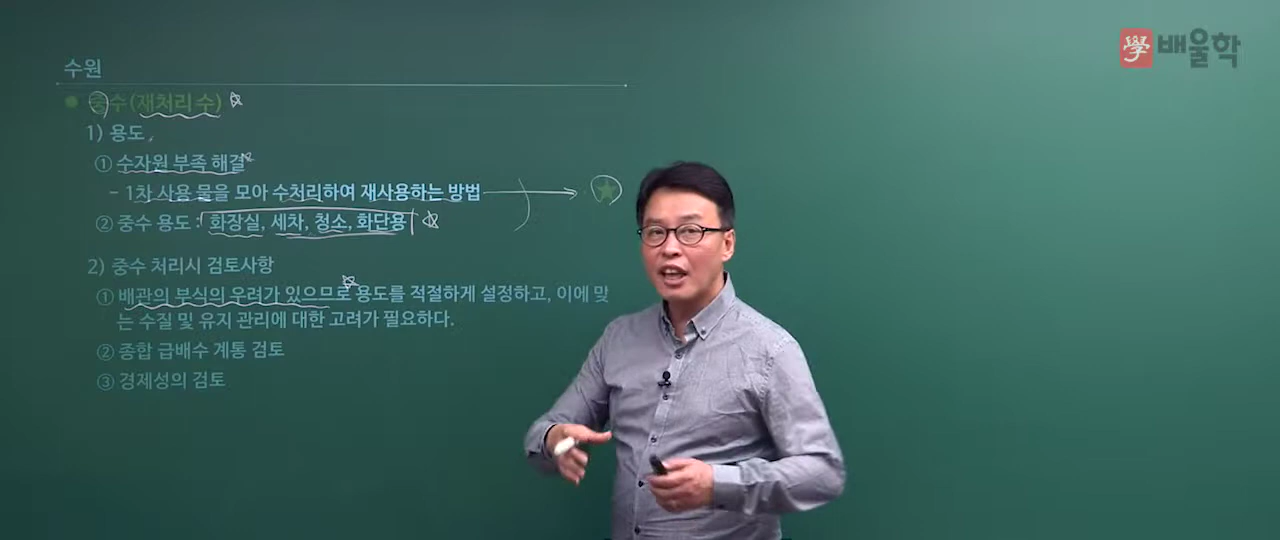 學 배울학
수원
중수(재처리 수)
1) 용도
① 수자원 부족 해결
- 1차 사용 물을 모아 수처리하여 재사용하는 방법
② 중수 용도 : 화장실, 세차, 청소, 화단용
2) 중수 처리시 검토사항
① 배관의 부식의 우려가 있으므로 용도를 적절하게 설정하고, 이에 맞
는 수질 및 유지 관리에 대한 고려가 필요하다.
② 종합 급배수 계통 검토
③ 경제성의 검토